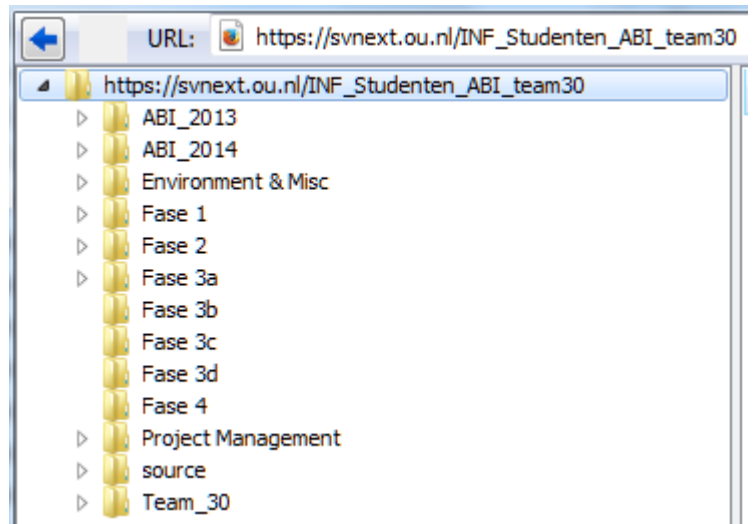 URL: https://svnext.ou.nl/INF_Studenten_ABI_team30
https://svnext.ou.nl/INF_Studenten_ABI_team30
ABI_2013
ABI_2014
Environment & Misc
Fase 1
Fase 2
Fase 3a
Fase 3b
Fase 3c
Fase 3d
Fase 4
Project Management
source
Team_30